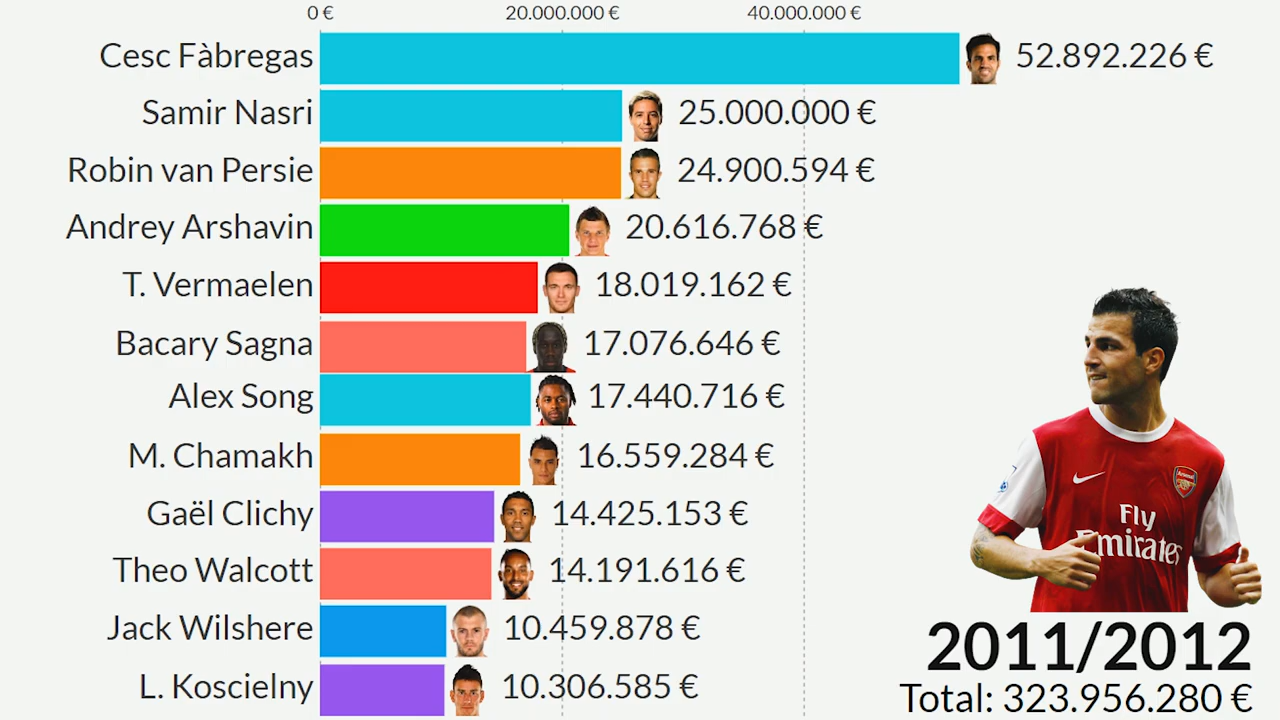 0 € 20.000.000 € 40.000.000 €
Cesc Fàbregas 52.892.226 €
Samir Nasri 25.000.000 €
Robin van Persie 24.900.594 €
Andrey Arshavin 20.616.768 €
T. Vermaelen 18.019.162 €
Bacary Sagna 17.076.646 €
Alex Song 17.440.716 €
M. Chamakh 16.559.284 €
Gaël Clichy 14.425.153 €
Theo Walcott 14.191.616 €
Jack Wilshere 10.459.878 €
L. Koscielny 10.306.585 €
Arsenal
Fly
Emirates
2011/2012
Total: 323.956.280 €